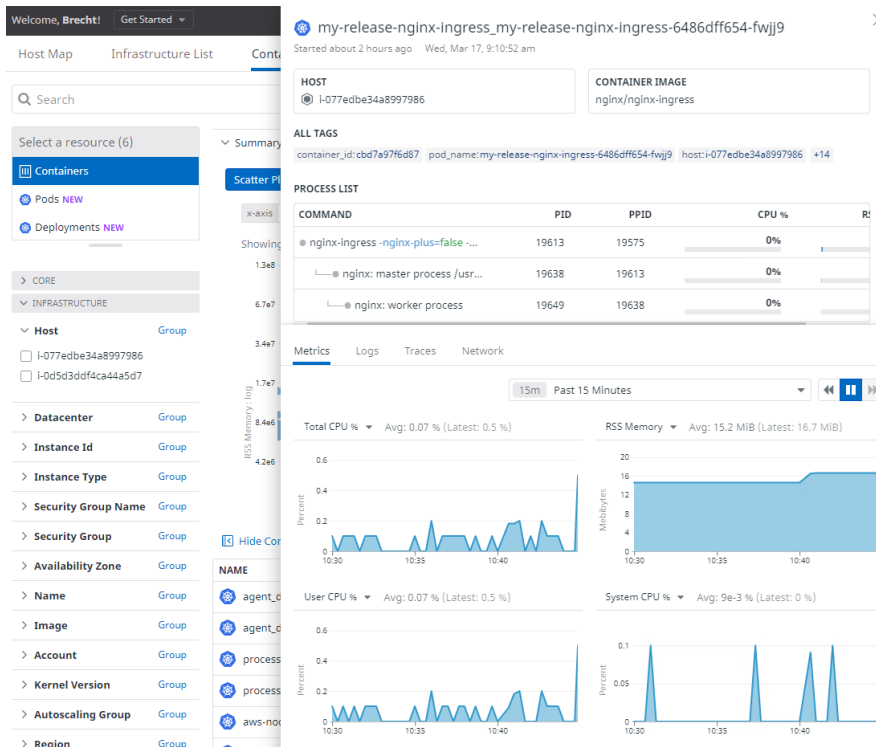 Welcome, Brecht!
Get Started
Host Map
Infrastructure List
Conta
Search
Select a resource (6)
Containers
Pods NEW
Deployments NEW
CORE
INFRASTRUCTURE
Host Group
i-077edbe34a8997986
i-0d5d3ddf4ca44a5d7
Datacenter Group
Instance Id Group
Instance Type Group
Security Group Name Group
Security Group Group
Availability Zone Group
Name Group
Image Group
Account Group
Kernel Version Group
Autoscaling Group Group
Region Group
Summary
Scatter Pl
x-axis
Showing
1.3e8
6.7e7
3.4e7
1.7e7
8.4e6
4.2e6
RSS Memory : log
Hide Cor
NAME
agent_d
agent_d
process
process
aws-noc
my-release-nginx-ingress_my-release-nginx-ingress-6486dff654-fwjj9
Started about 2 hours ago Wed, Mar 17, 9:10:52 am
HOST
i-077edbe34a8997986
CONTAINER IMAGE
nginx/nginx-ingress
ALL TAGS
container_id:cbd7a97f6d87 pod_name:my-release-nginx-ingress-6486dff654-fwjj9 host:i-077edbe34a8997986 +14
PROCESS LIST
COMMAND PID PPID CPU % RS
nginx-ingress -nginx-plus=false -... 19613 19575 0%
nginx: master process /usr... 19638 19613 0%
nginx: worker process 19649 19638 0%
Metrics Logs Traces Network
15m Past 15 Minutes
Total CPU % Avg: 0.07 % (Latest: 0.5 %)
0.6
0.4
0.2
0
Percent
10:30 10:35 10:40
RSS Memory Avg: 15.2 MiB (Latest: 16.7 MiB)
20
16
12
8
4
0
Mebibytes
10:30 10:35 10:40
User CPU % Avg: 0.07 % (Latest: 0.5 %)
0.6
0.4
0.2
0
Percent
10:30 10:35 10:40
System CPU % Avg: 9e-3 % (Latest: 0 %)
0.1
0.05
0
Percent
10:30 10:35 10:40